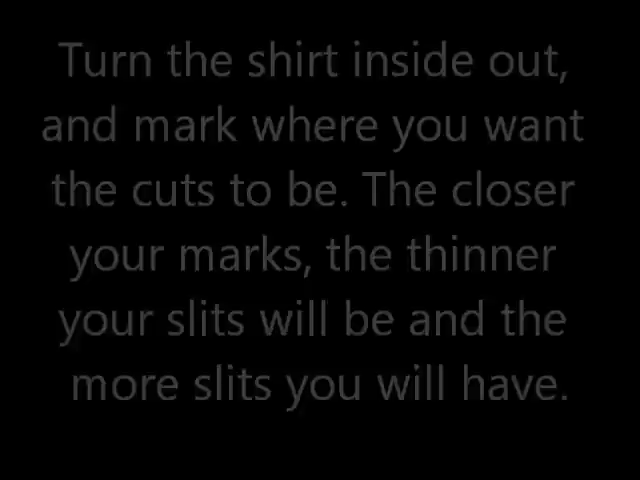 Turn the shirt inside out,
and mark where you want
the cuts to be. The closer
your marks, the thinner
your slits will be and the
more slits you will have.